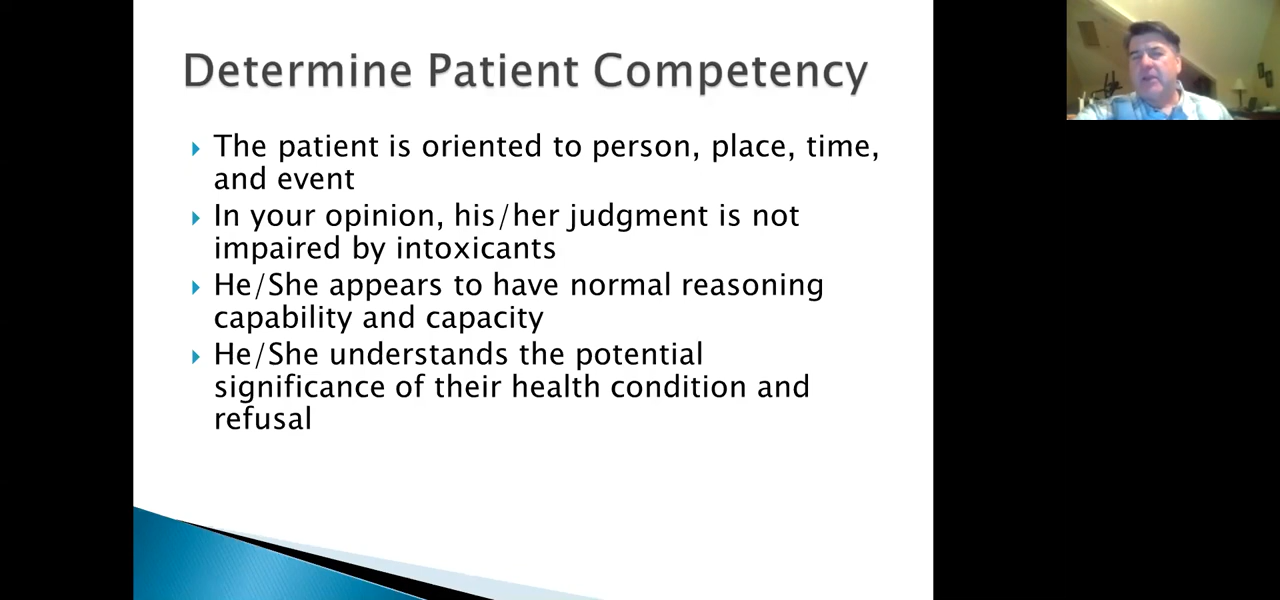 Determine Patient Competency
The patient is oriented to person, place, time,
and event
In your opinion, his/her judgment is not
impaired by intoxicants
He/She appears to have normal reasoning
capability and capacity
He/She understands the potential
significance of their health condition and
refusal